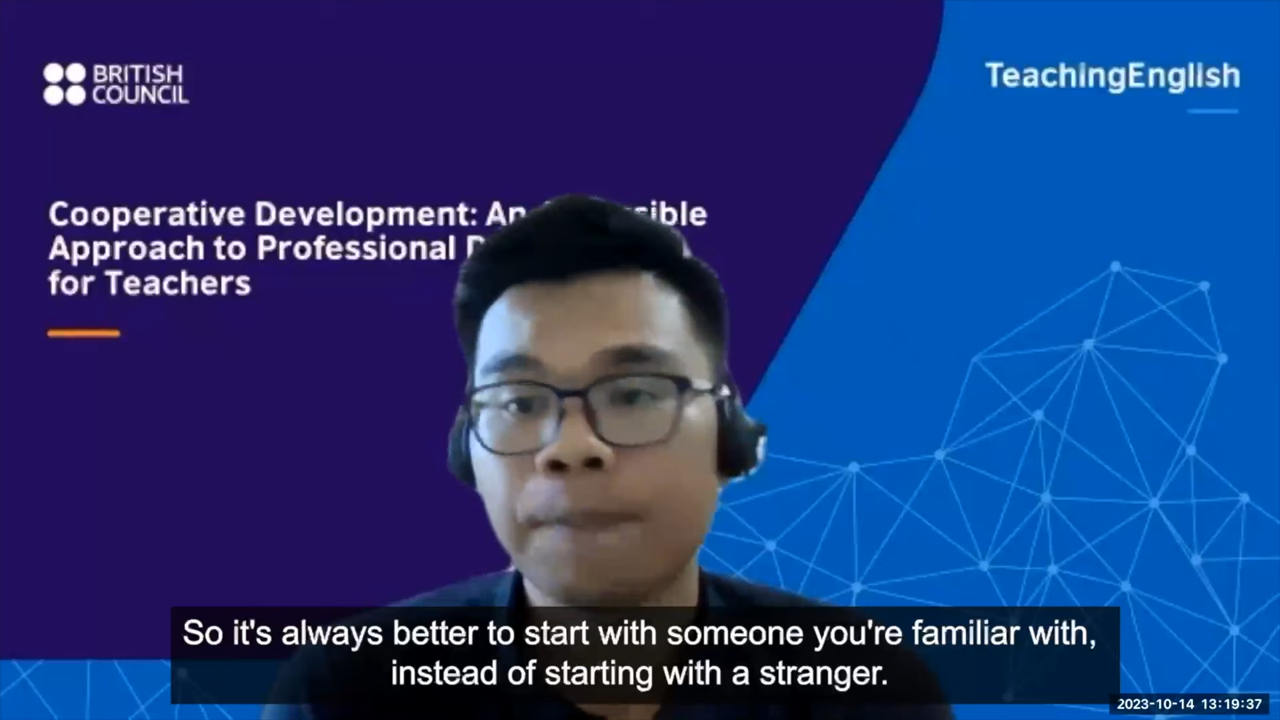 BRITISH
COUNCIL
TeachingEnglish
Cooperative Development: An
Approach to Professional
for Teachers
So it's always better to start with someone you're familiar with,
instead of starting with a stranger.
2023-10-14 13:19:37